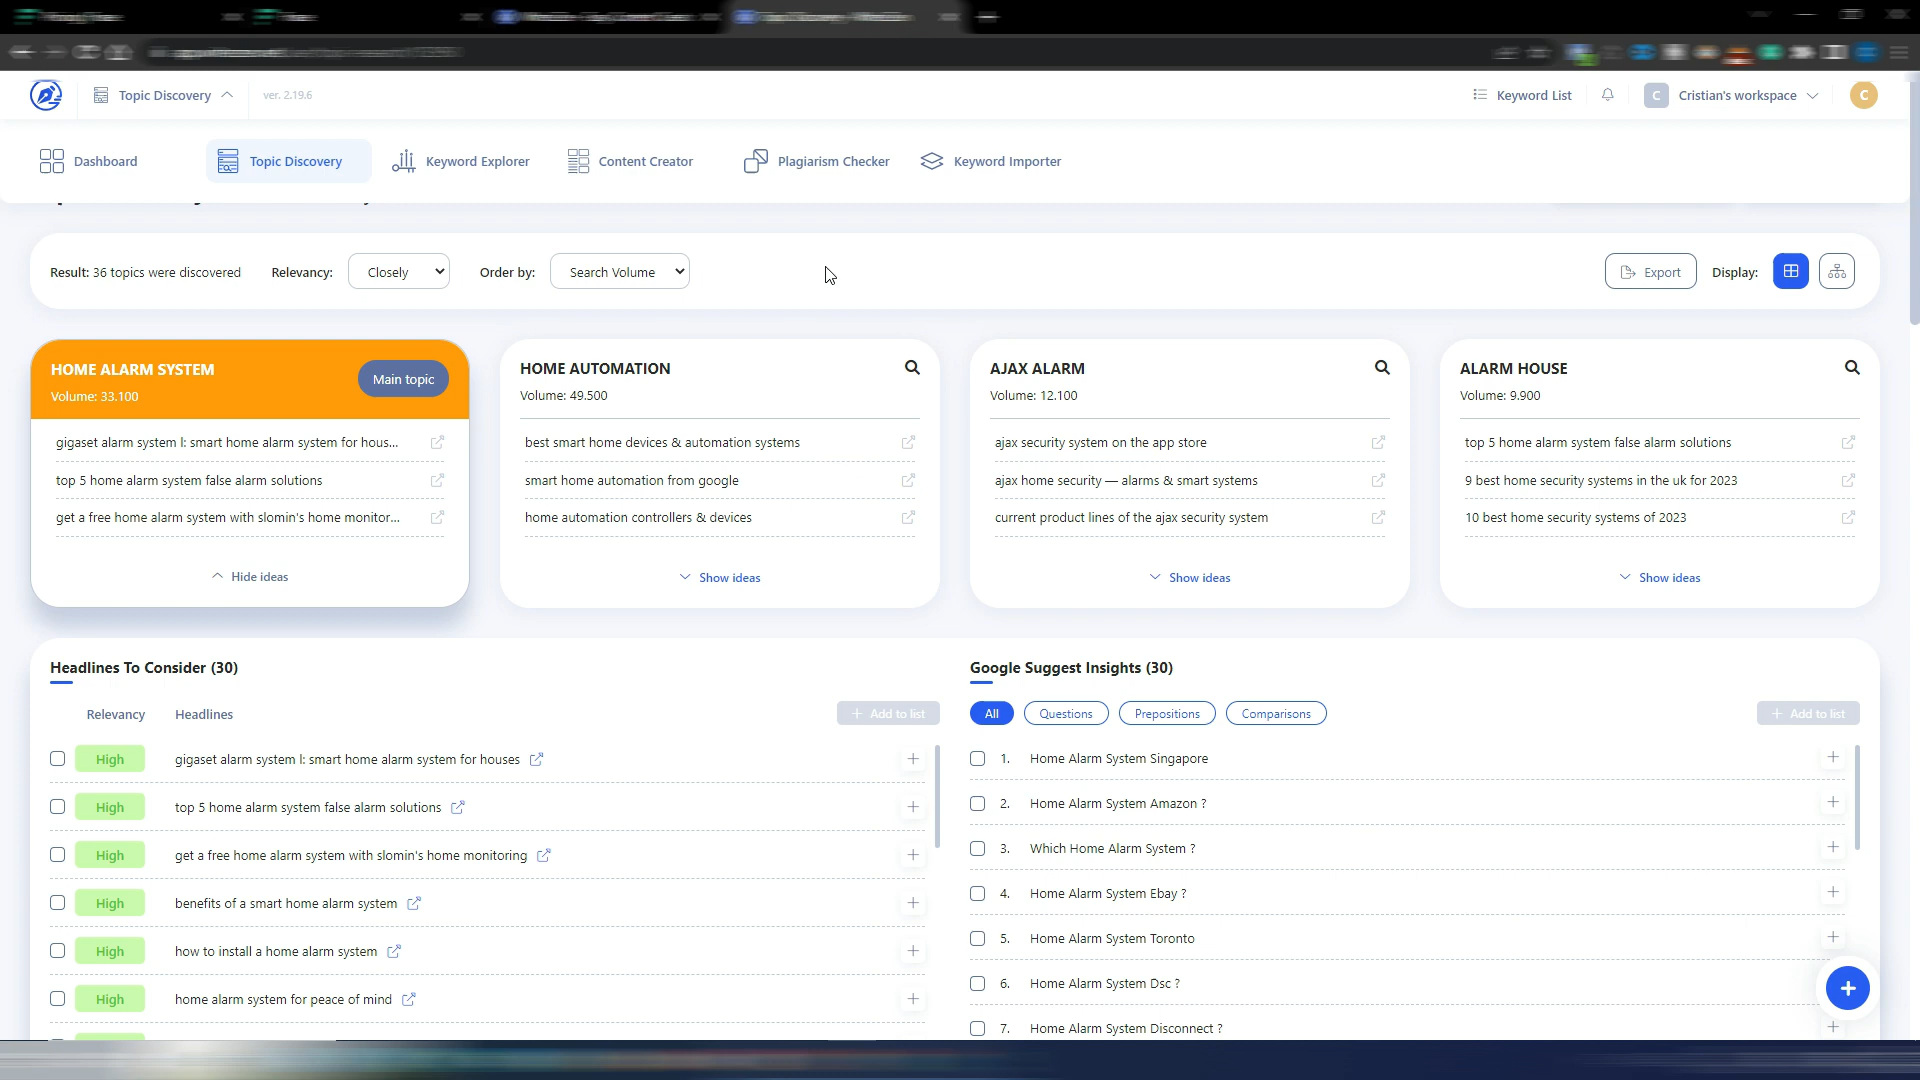 Topic Discovery
ver. 2.19.6
Keyword List
C
Cristian's workspace
C
Dashboard
Topic Discovery
Keyword Explorer
Content Creator
Plagiarism Checker
Keyword Importer
Result: 36 topics were discovered
Relevancy:
Closely
Order by:
Search Volume
Export
Display:
HOME ALARM SYSTEM
Volume: 33.100
Main topic
gigaset alarm system l: smart home alarm system for hous...
top 5 home alarm system false alarm solutions
get a free home alarm system with slomin's home monitor...
Hide ideas
HOME AUTOMATION
Volume: 49.500
best smart home devices & automation systems
smart home automation from google
home automation controllers & devices
Show ideas
AJAX ALARM
Volume: 12.100
ajax security system on the app store
ajax home security — alarms & smart systems
current product lines of the ajax security system
Show ideas
ALARM HOUSE
Volume: 9.900
top 5 home alarm system false alarm solutions
9 best home security systems in the uk for 2023
10 best home security systems of 2023
Show ideas
Headlines To Consider (30)
Relevancy
Headlines
+ Add to list
High
gigaset alarm system l: smart home alarm system for houses
High
top 5 home alarm system false alarm solutions
High
get a free home alarm system with slomin's home monitoring
High
benefits of a smart home alarm system
High
how to install a home alarm system
High
home alarm system for peace of mind
Google Suggest Insights (30)
All
Questions
Prepositions
Comparisons
+ Add to list
1. Home Alarm System Singapore
2. Home Alarm System Amazon ?
3. Which Home Alarm System ?
4. Home Alarm System Ebay ?
5. Home Alarm System Toronto
6. Home Alarm System Dsc ?
7. Home Alarm System Disconnect ?